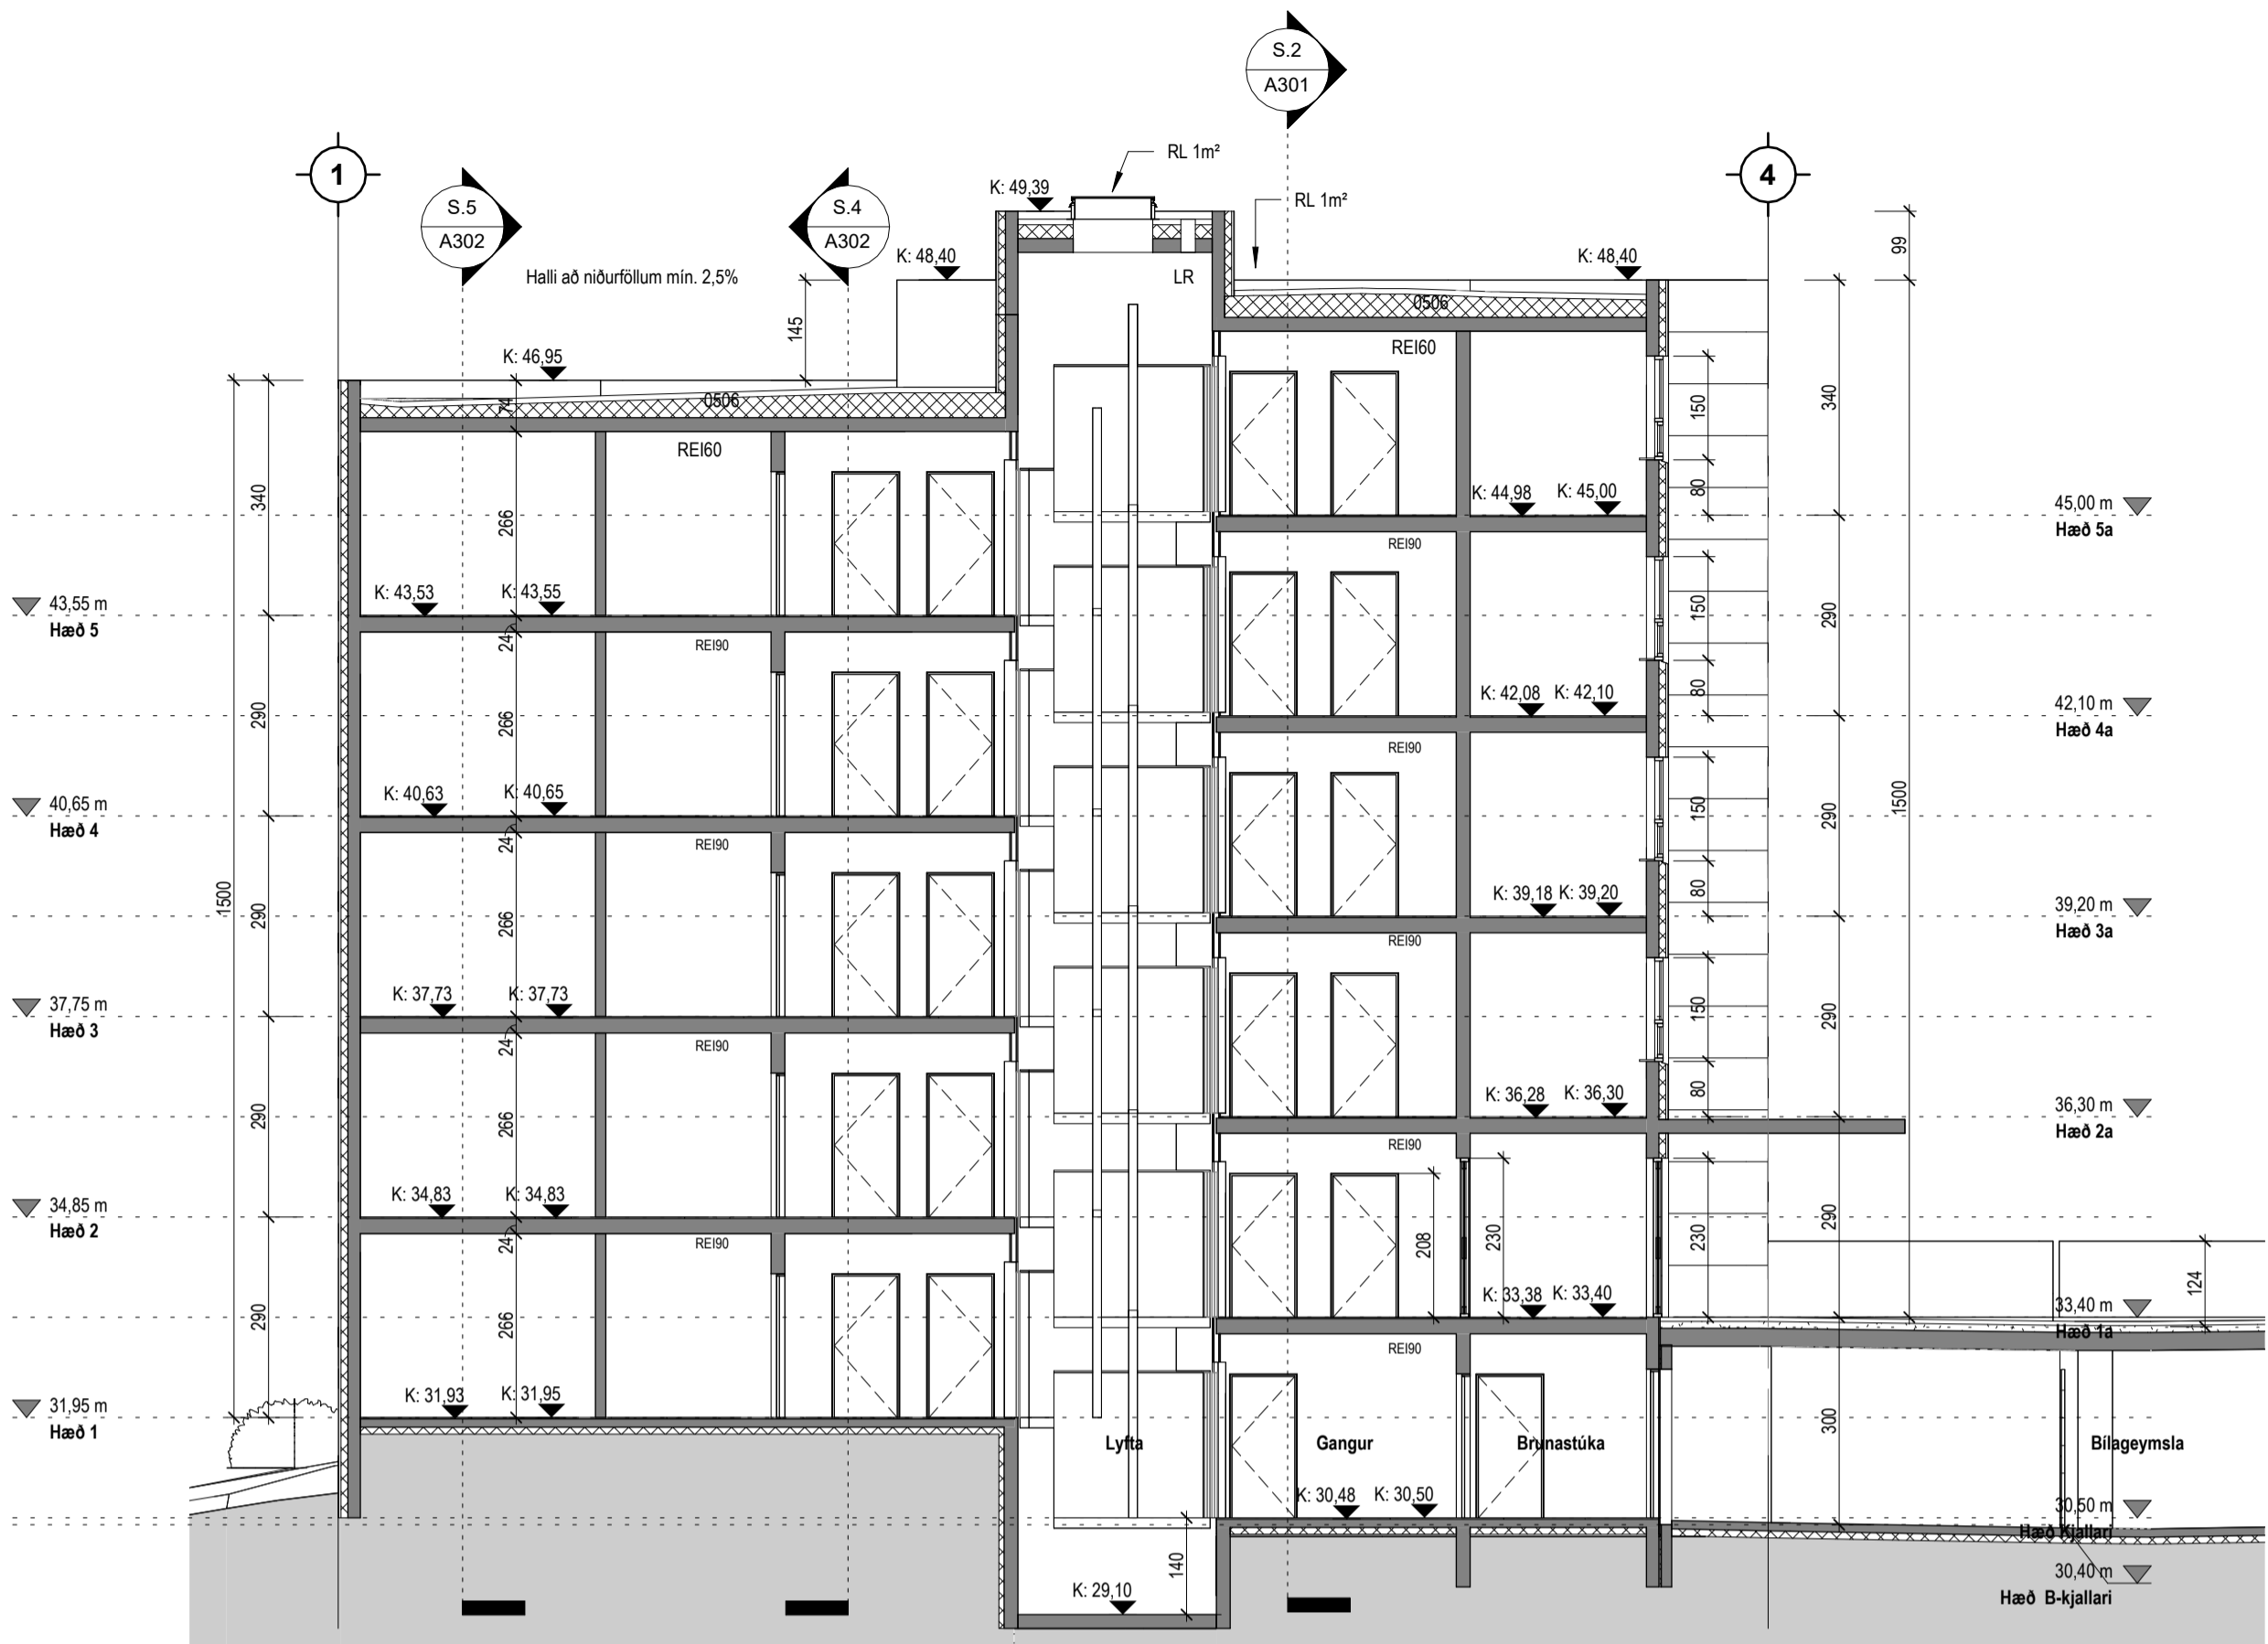 S.2
A301
1
4
S.5
A302
S.4
A302
RL 1m²
RL 1m²
K: 49,39
K: 48,40
K: 48,40
LR
99
Halli að niðurföllum mín. 2,5%
145
K: 46,95
0506
0506
74
REI60
REI60
340
266
150
80
340
K: 44,98
K: 45,00
45,00 m
Hæð 5a
REI90
K: 43,53
K: 43,55
43,55 m
Hæð 5
24
REI90
150
290
290
266
80
K: 42,08
K: 42,10
42,10 m
Hæð 4a
REI90
K: 40,63
K: 40,65
40,65 m
Hæð 4
24
REI90
150
290
1500
1500
290
266
80
K: 39,18
K: 39,20
39,20 m
Hæð 3a
REI90
K: 37,73
K: 37,73
37,75 m
Hæð 3
24
REI90
150
290
290
266
80
K: 36,28
K: 36,30
36,30 m
Hæð 2a
REI90
K: 34,83
K: 34,83
34,85 m
Hæð 2
24
REI90
208
230
230
290
124
290
266
K: 33,38
K: 33,40
33,40 m
Hæð 1a
REI90
K: 31,93
K: 31,95
31,95 m
Hæð 1
300
Lyfta
Gangur
Brunastúka
Bílageymsla
K: 30,48
K: 30,50
30,50 m
Hæð Kjallari
140
K: 29,10
30,40 m
Hæð B-kjallari